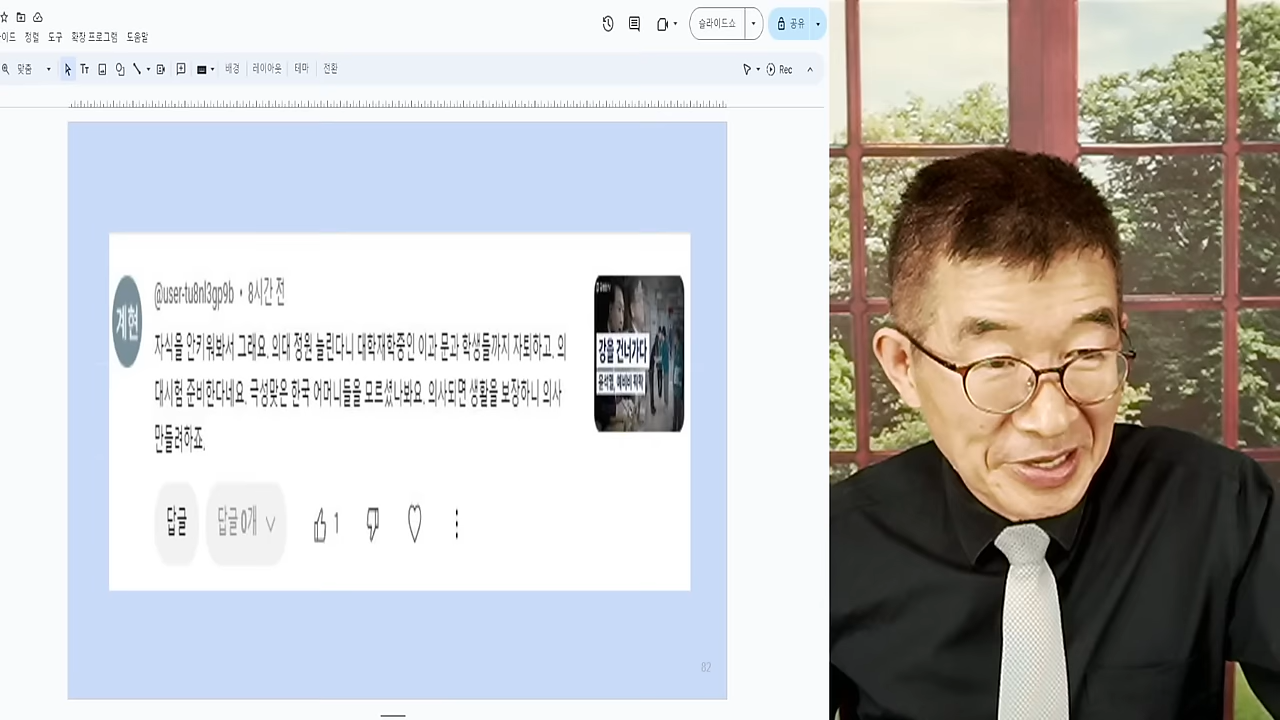 이드 정렬 도구 확장 프로그램 도움말
슬라이드쇼
공유
맞춤
배경
레이아웃
테마
전환
Rec
계현
@user-tu8nl3gp9b • 8시간 전
자식을 안키워봐서 그래요. 의대 정원 늘린다니 대학재학중인 이과 문과 학생들까지 자퇴하고. 의
대시험 준비한다네요. 극성맞은 한국 어머니들을 모르셨나봐요. 의사되면 생활을 보장하니 의사
만들려하죠.
강을 건너가다
답글
답글 0개
1
82